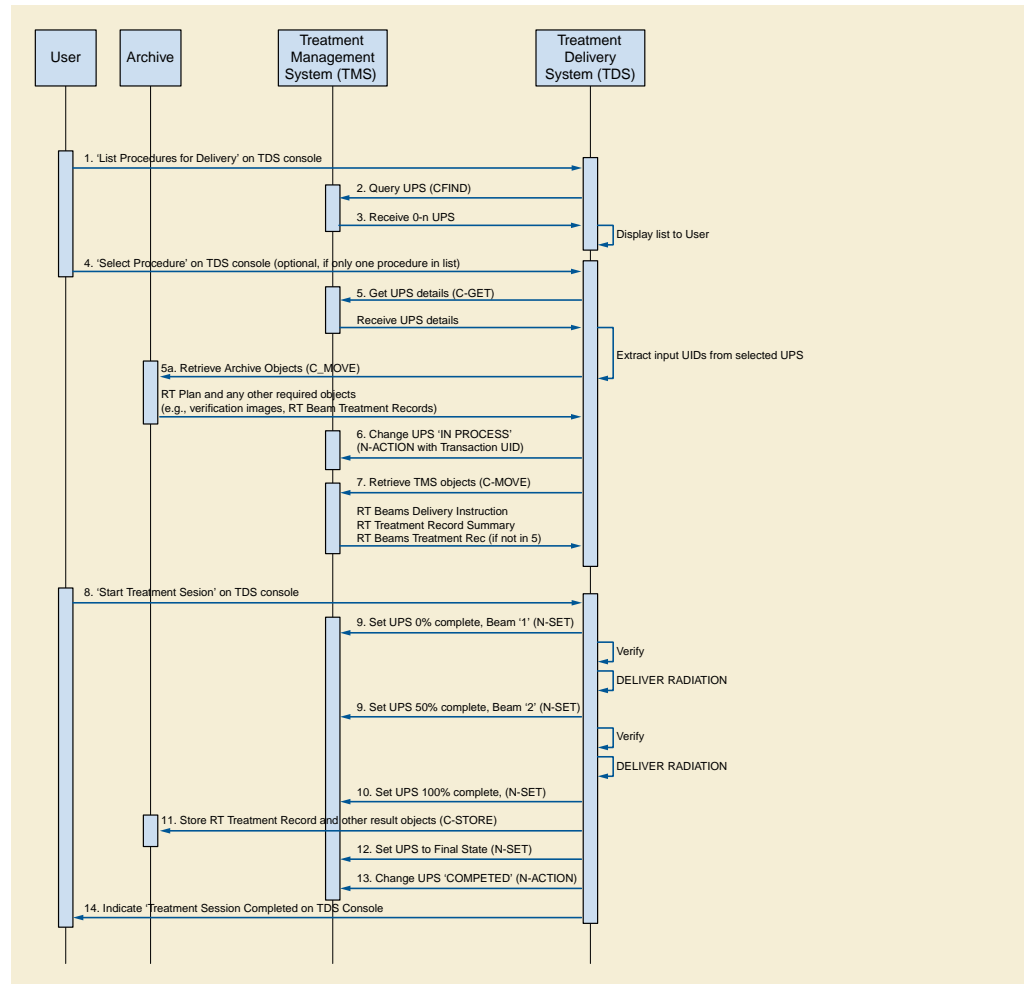 User
Archive
Treatment
Management
System (TMS)
Treatment
Delivery
System (TDS)
1. ‘List Procedures for Delivery’ on TDS console
2. Query UPS (CFIND)
3. Receive 0-n UPS
Display list to User
4. ‘Select Procedure’ on TDS console (optional, if only one procedure in list)
5. Get UPS details (C-GET)
Receive UPS details
Extract input UIDs from selected UPS
5a. Retrieve Archive Objects (C_MOVE)
RT Plan and any other required objects
(e.g., verification images, RT Beam Treatment Records)
6. Change UPS ‘IN PROCESS’
(N-ACTION with Transaction UID)
7. Retrieve TMS objects (C-MOVE)
RT Beams Delivery Instruction
RT Treatment Record Summary
RT Beams Treatment Rec (if not in 5)
8. ‘Start Treatment Sesion’ on TDS console
9. Set UPS 0% complete, Beam ‘1’ (N-SET)
Verify
DELIVER RADIATION
9. Set UPS 50% complete, Beam ‘2’ (N-SET)
Verify
DELIVER RADIATION
10. Set UPS 100% complete, (N-SET)
11. Store RT Treatment Record and other result objects (C-STORE)
12. Set UPS to Final State (N-SET)
13. Change UPS ‘COMPETED’ (N-ACTION)
14. Indicate ‘Treatment Session Completed on TDS Console